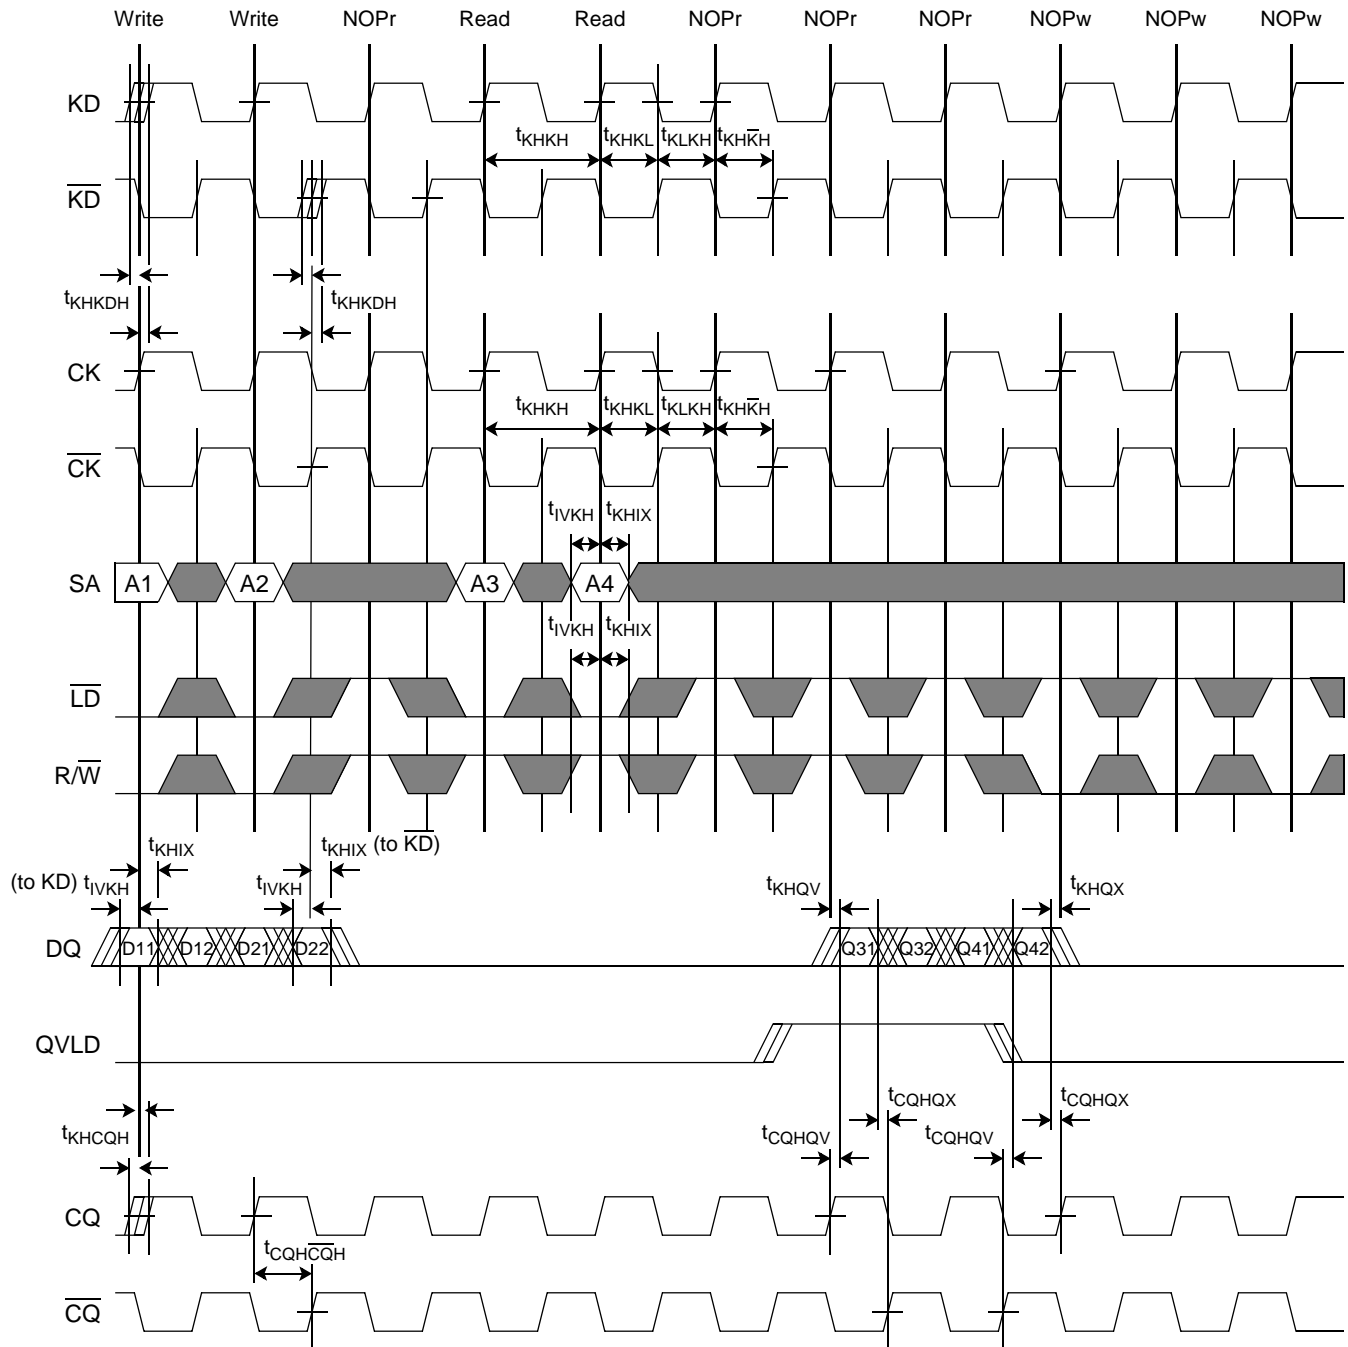 Write Write NOPr Read Read NOPr NOPr NOPr NOPw NOPw NOPw
KD
tKHKH tKHKL tKLKH tKHK̅H
K̅D̅
tKHKDH tKHKDH
CK
tKHKH tKHKL tKLKH tKHK̅H
C̅K̅
tIVKH tKHIX
SA A1 A2 A3 A4
tIVKH tKHIX
L̅D̅
R/W̅
tKHIX tKHIX (to K̅D̅)
(to KD) tIVKH tIVKH tKHQV tKHQX
DQ D11 D12 D21 D22 Q31 Q32 Q41 Q42
QVLD
tCQHQX tCQHQX
tKHCQH tCQHQV tCQHQV
CQ
tCQHC̅Q̅H
C̅Q̅